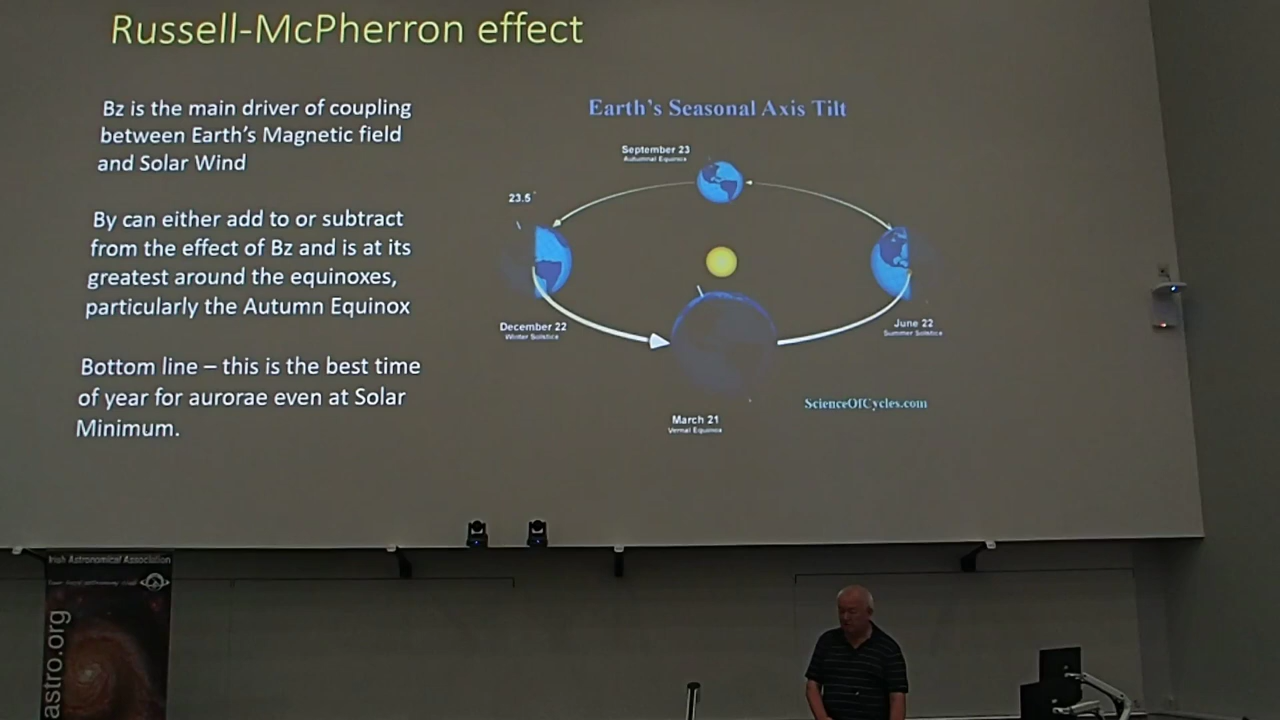 Russell-McPherron effect
Bz is the main driver of coupling
between Earth's Magnetic field
and Solar Wind
By can either add to or subtract
from the effect of Bz and is at its
greatest around the equinoxes,
particularly the Autumn Equinox
Bottom line – this is the best time
of year for aurorae even at Solar
Minimum.
Earth's Seasonal Axis Tilt
September 23
Autumnal Equinox
23.5°
December 22
Winter Solstice
June 22
Summer Solstice
March 21
Vernal Equinox
ScienceOfCycles.com
Irish Astronomical Association
astro.org